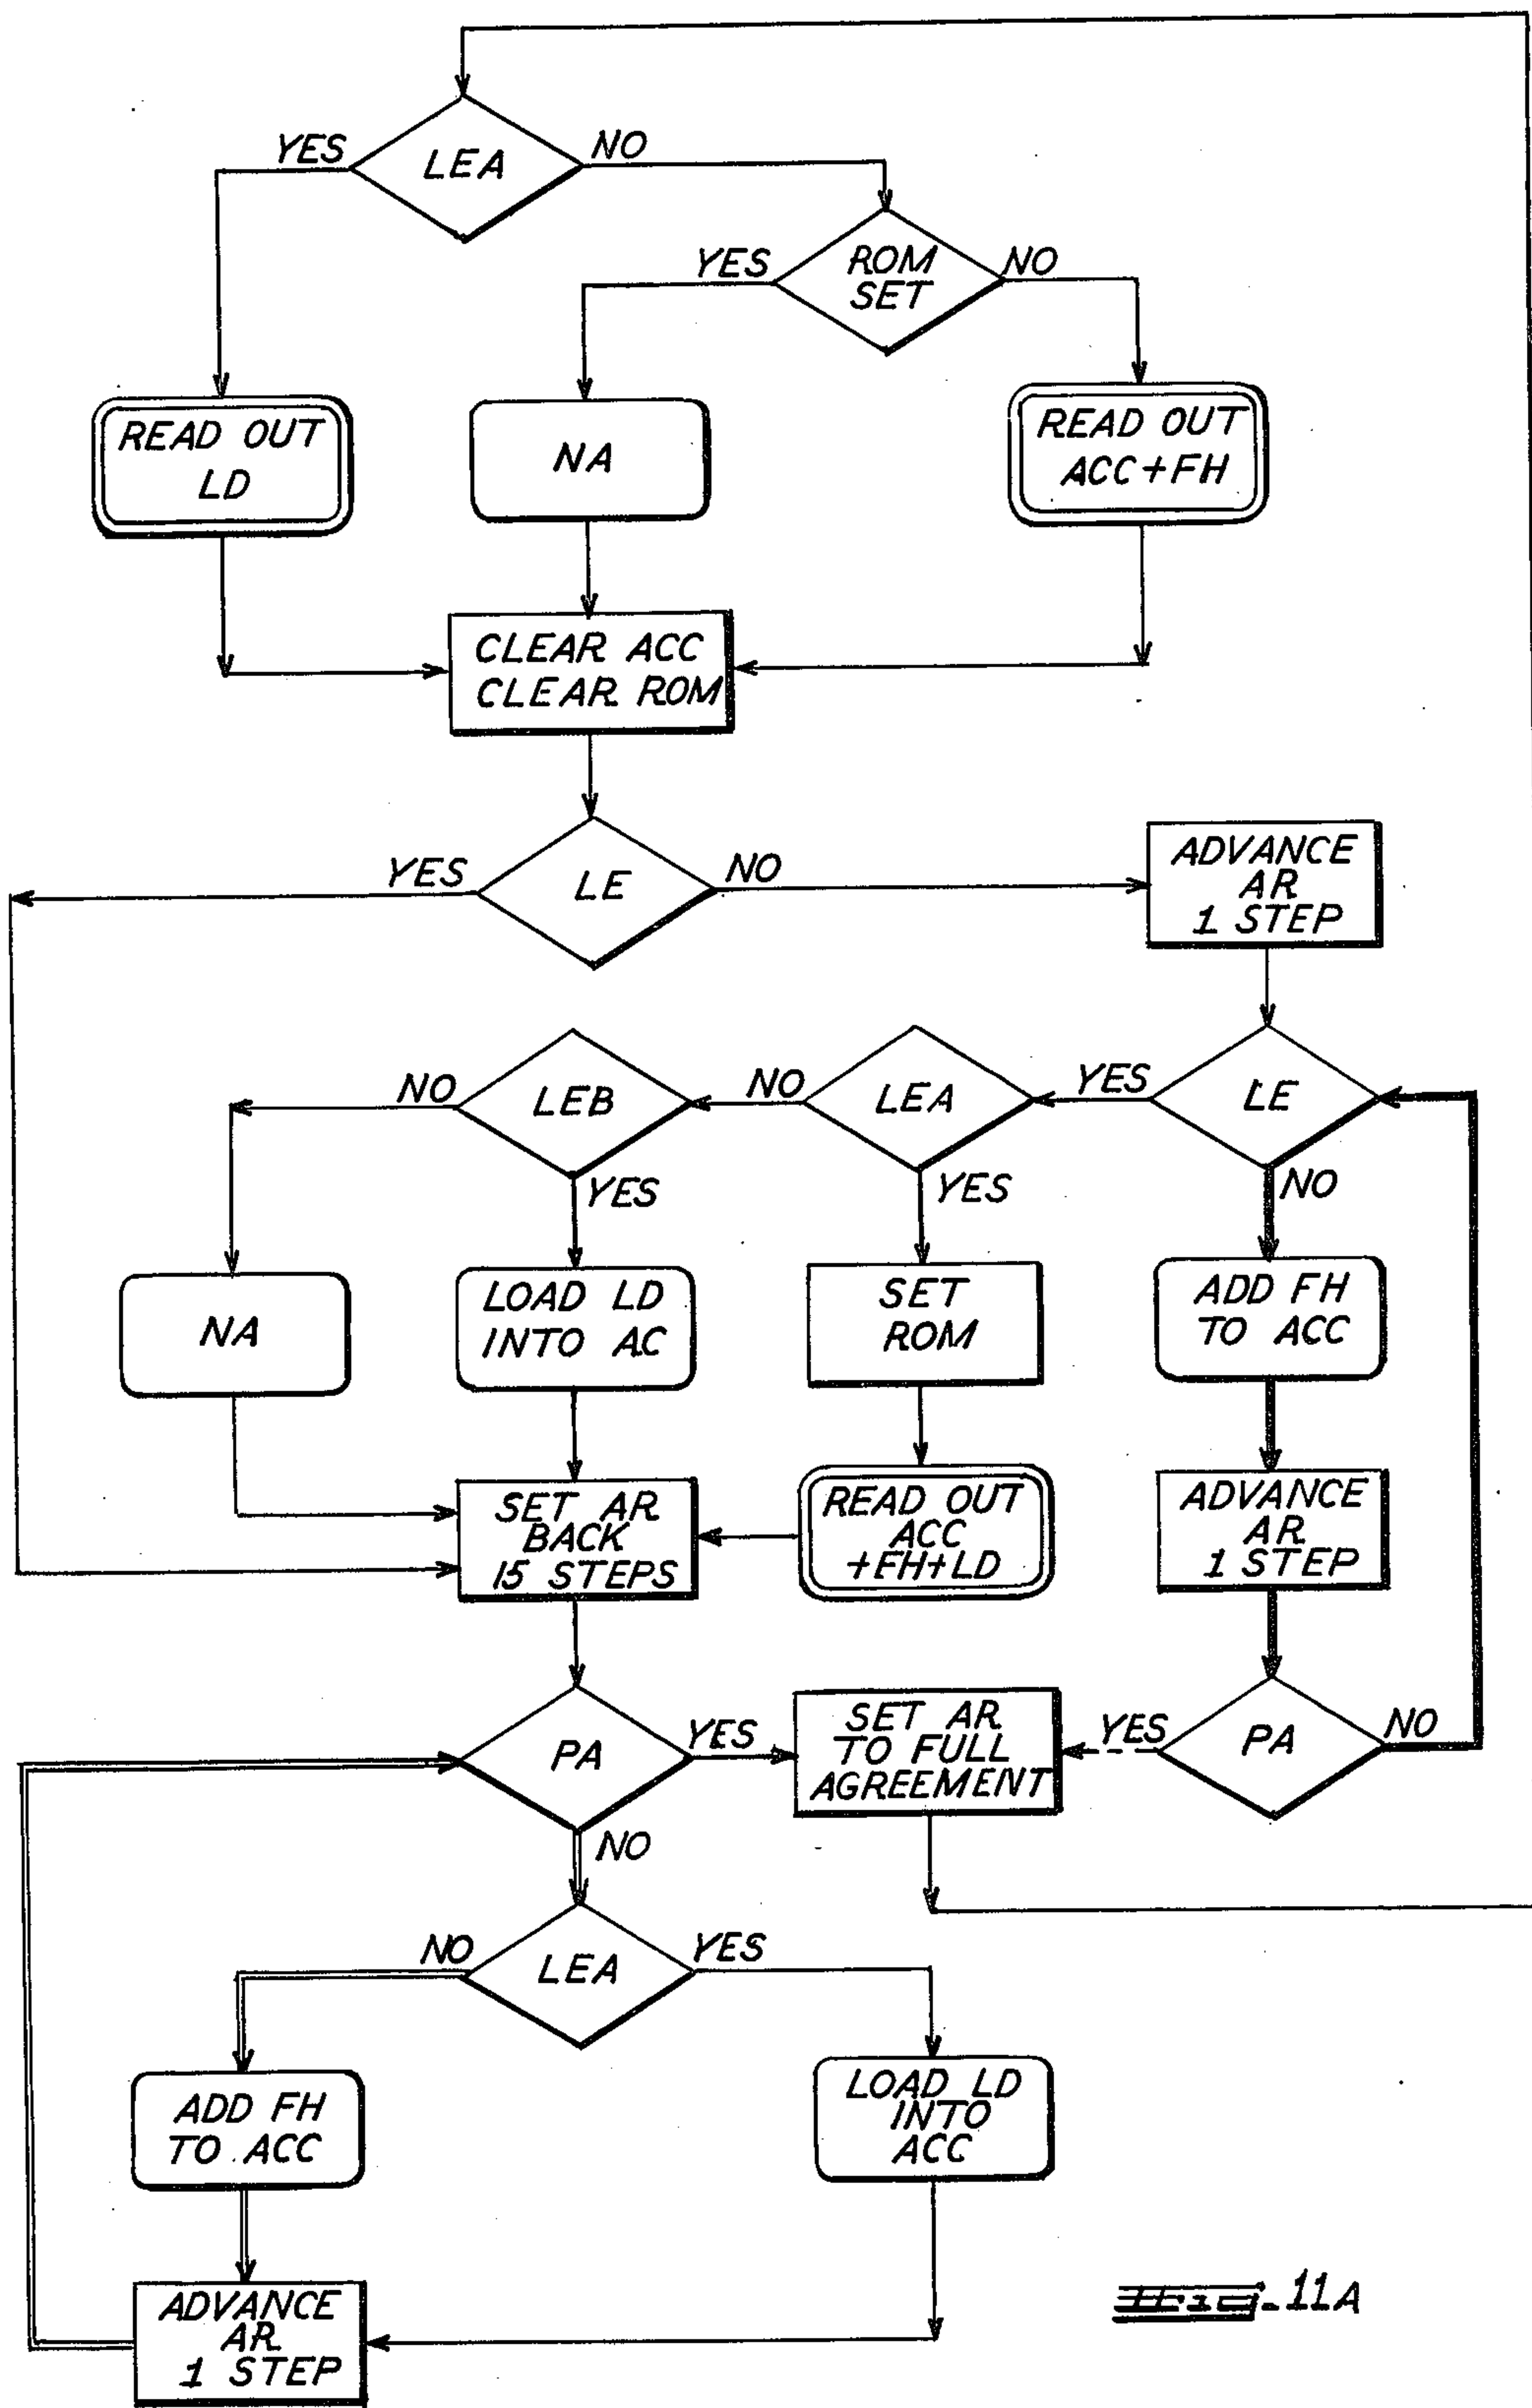 YES
LEA
NO
YES
ROM
SET
NO
READ OUT
LD
NA
READ OUT
ACC+FH
CLEAR ACC
CLEAR ROM
YES
LE
NO
ADVANCE
AR
1 STEP
NO
LEB
NO
LEA
YES
LE
YES
YES
NO
NA
LOAD LD
INTO AC
SET
ROM
ADD FH
TO ACC
SET AR
BACK
15 STEPS
READ OUT
ACC
+FH+LD
ADVANCE
AR
1 STEP
PA
YES
SET AR
TO FULL
AGREEMENT
YES
PA
NO
NO
NO
LEA
YES
ADD FH
TO ACC
LOAD LD
INTO
ACC
ADVANCE
AR
1 STEP
Fig. 11A